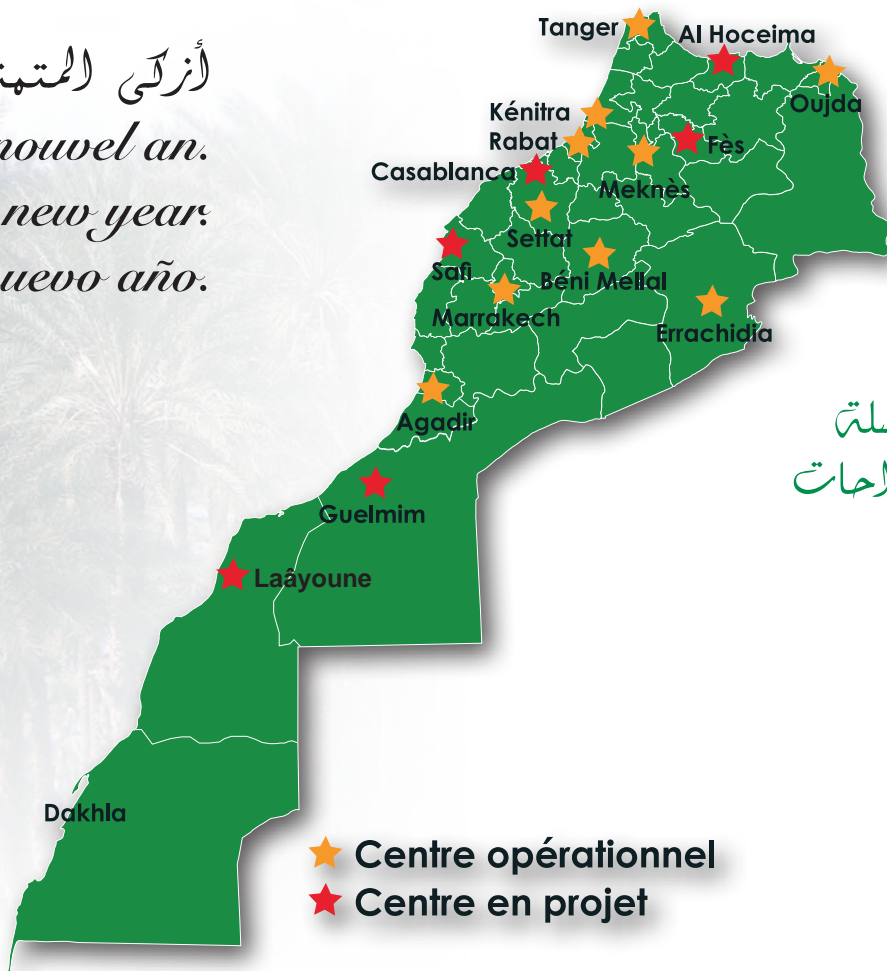 أزكى
nouvel an.
new year.
uevo año.
Tanger
Al Hoceima
Oujda
Kénitra
Rabat
Fès
Casablanca
Meknès
Settat
Safi
Béni Mellal
Marrakech
Errachidia
Agadir
Guelmim
Laâyoune
Dakhla
Centre opérationnel
Centre en projet